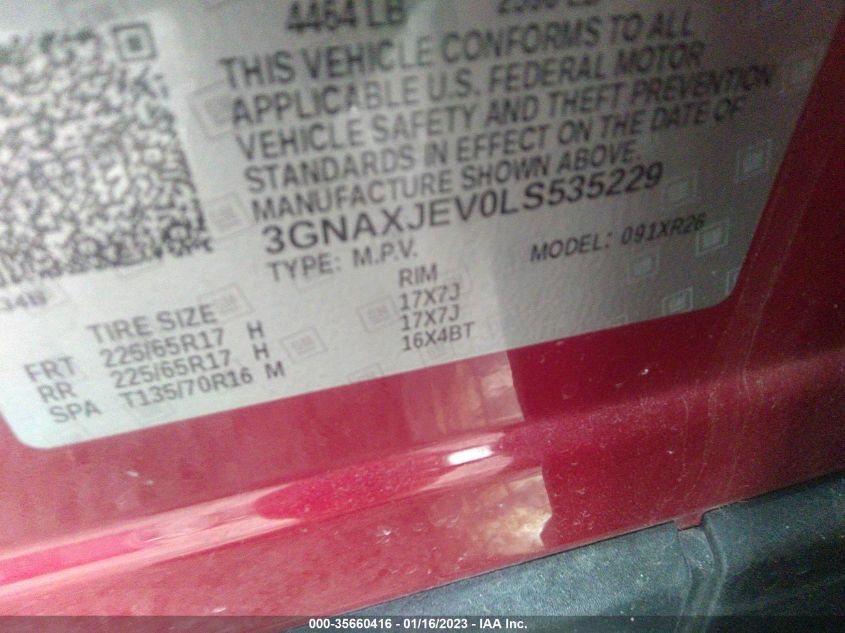 4464 LB
THIS VEHICLE CONFORMS TO ALL
APPLICABLE U.S. FEDERAL MOTOR
VEHICLE SAFETY AND THEFT PREVENTION
STANDARDS IN EFFECT ON THE DATE OF
MANUFACTURE SHOWN ABOVE.
3GNAXJEV0LS535229
TYPE: M.P.V. MODEL: 091XR26
TIRE SIZE RIM
FRT 225/65R17 H 17X7J
RR 225/65R17 H 17X7J
SPA T135/70R16 M 16X4BT
000-35660416 - 01/16/2023 - IAA Inc.